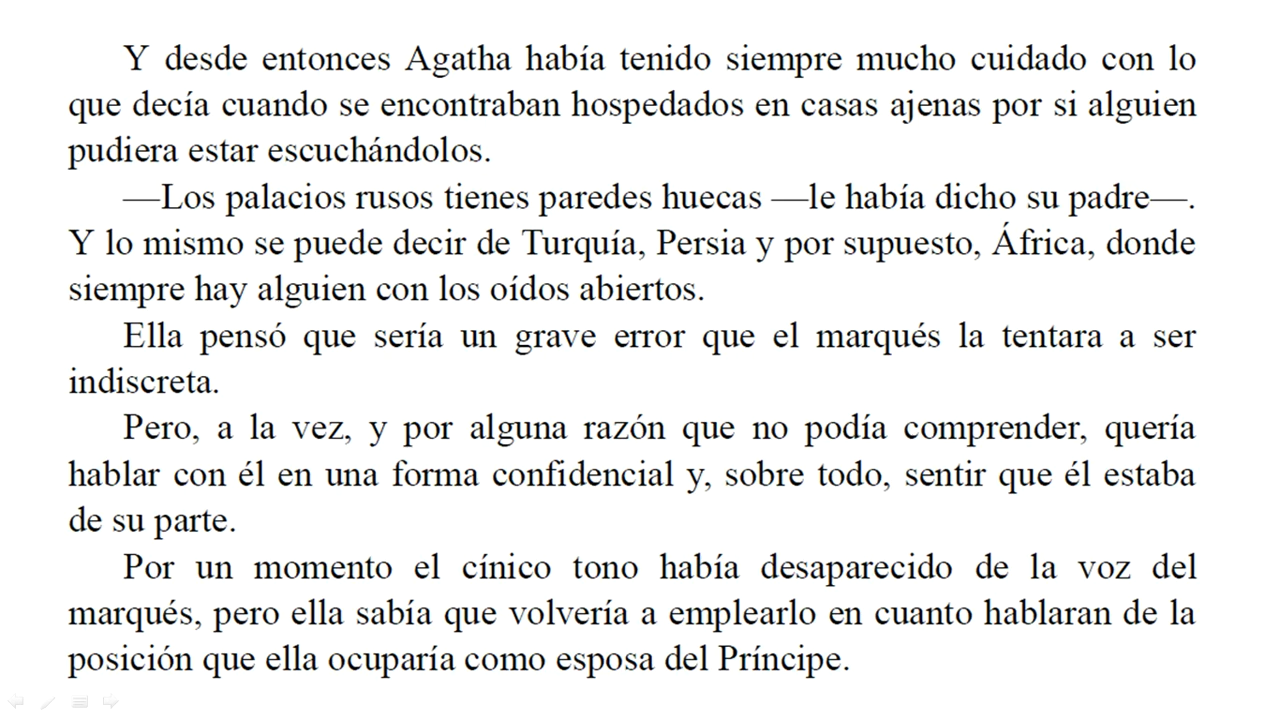 Y desde entonces Agatha había tenido siempre mucho cuidado con lo
que decía cuando se encontraban hospedados en casas ajenas por si alguien
pudiera estar escuchándolos.
—Los palacios rusos tienes paredes huecas —le había dicho su padre—.
Y lo mismo se puede decir de Turquía, Persia y por supuesto, África, donde
siempre hay alguien con los oídos abiertos.
Ella pensó que sería un grave error que el marqués la tentara a ser
indiscreta.
Pero, a la vez, y por alguna razón que no podía comprender, quería
hablar con él en una forma confidencial y, sobre todo, sentir que él estaba
de su parte.
Por un momento el cínico tono había desaparecido de la voz del
marqués, pero ella sabía que volvería a emplearlo en cuanto hablaran de la
posición que ella ocuparía como esposa del Príncipe.